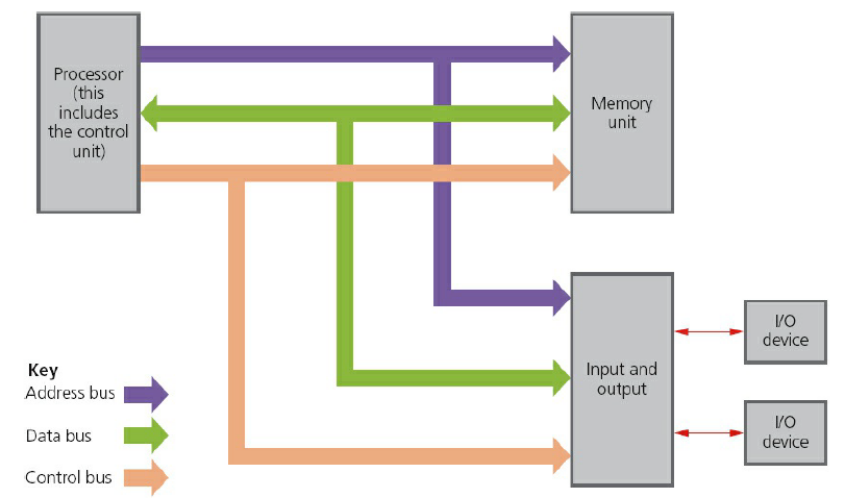 Processor
(this
includes
the control
unit)
Memory
unit
Input and
output
I/O
device
I/O
device
Key
Address bus
Data bus
Control bus